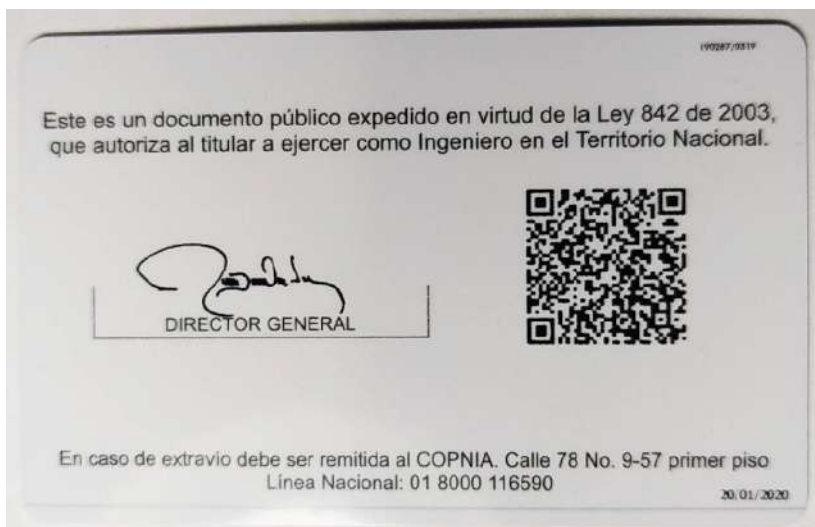 190267/0319
Este es un documento público expedido en virtud de la Ley 842 de 2003,
que autoriza al titular a ejercer como Ingeniero en el Territorio Nacional.
DIRECTOR GENERAL
En caso de extravio debe ser remitida al COPNIA. Calle 78 No. 9-57 primer piso
Línea Nacional: 01 8000 116590
20/01/2020